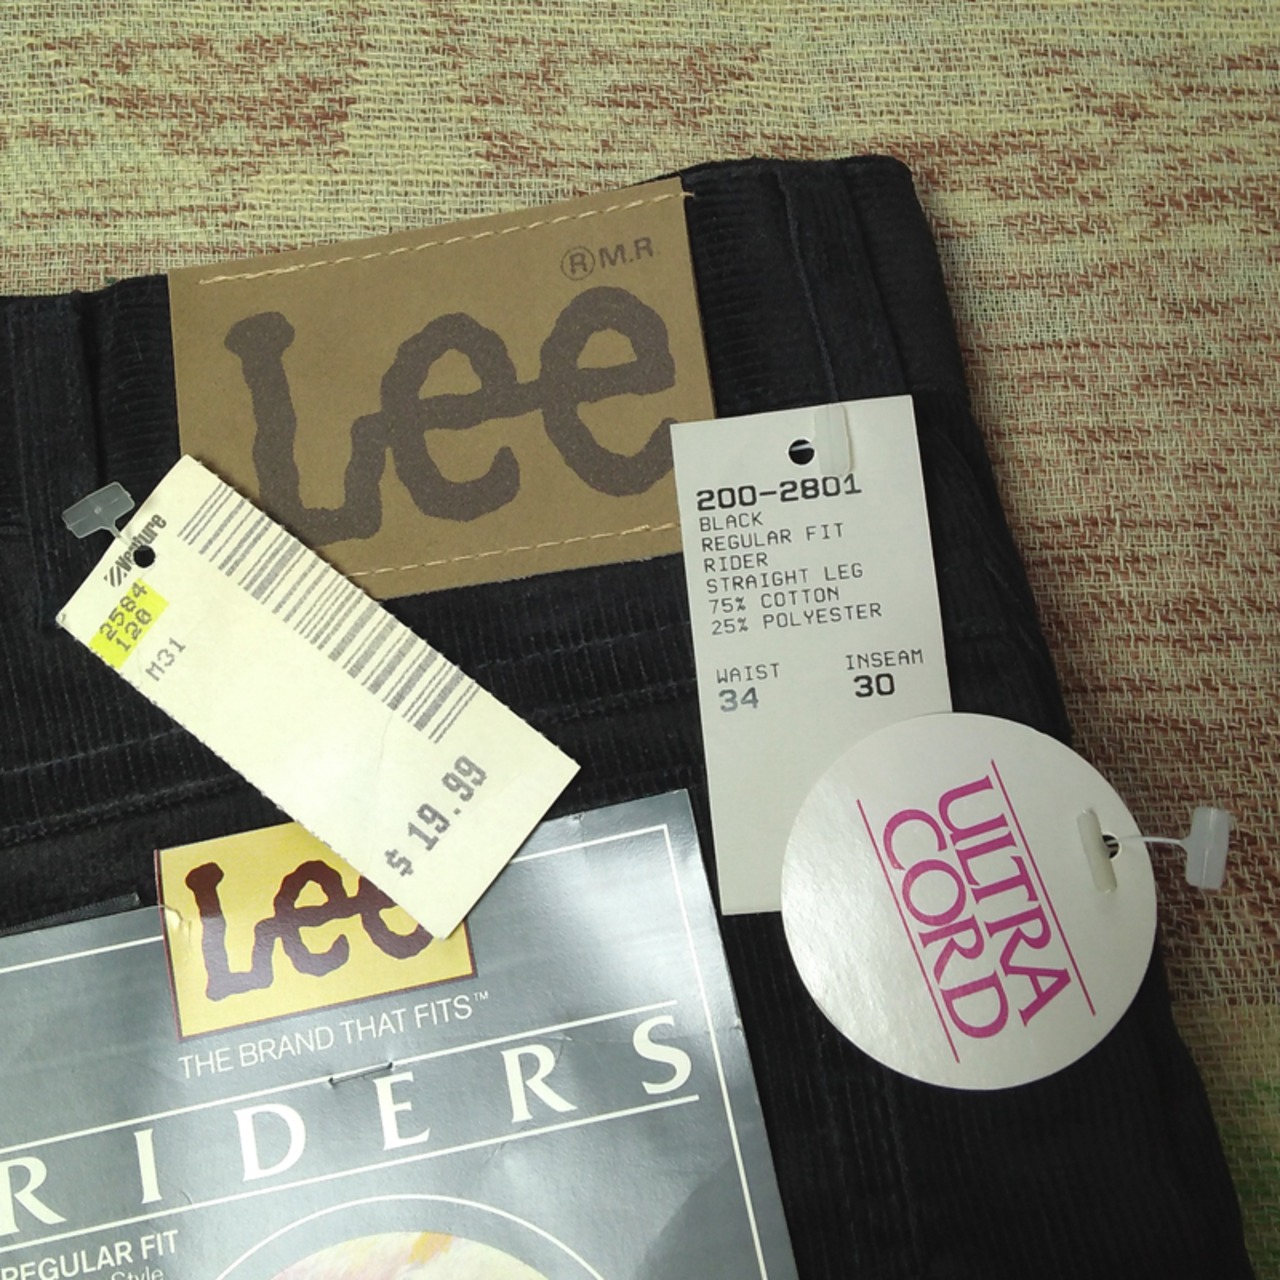 ® M.R.
Lee
Venture
2584
120
M31
$ 19.99
200-2801
BLACK
REGULAR FIT
RIDER
STRAIGHT LEG
75% COTTON
25% POLYESTER
WAIST INSEAM
34 30
ULTRA
CORD
Lee
THE BRAND THAT FITS™
RIDERS
REGULAR FIT
Style